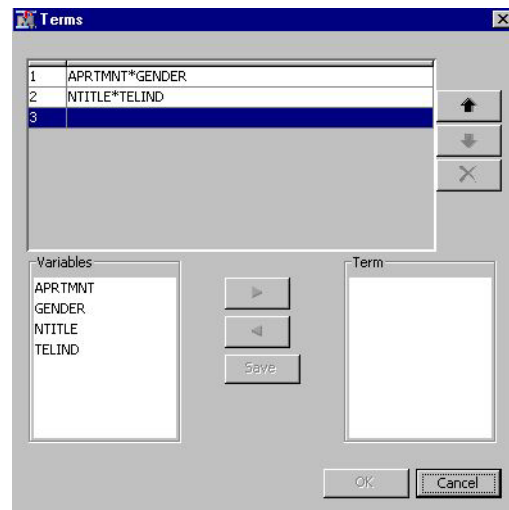 Terms
1 APRTMNT*GENDER
2 NTITLE*TELIND
3
Variables
Term
APRTMNT
GENDER
NTITLE
TELIND
Save
OK Cancel